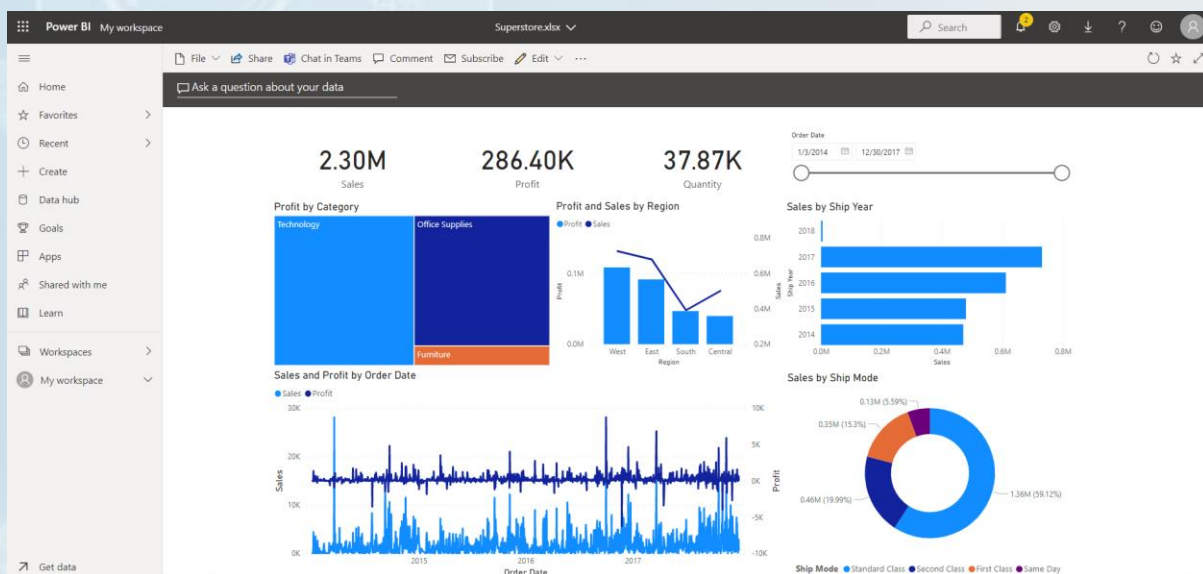 Power BI My workspace
Superstore.xlsx
Search
2
File Share Chat in Teams Comment Subscribe Edit ...
Home
Favorites
Recent
Create
Data hub
Goals
Apps
Shared with me
Learn
Workspaces
My workspace
Get data
Ask a question about your data
2.30M
Sales
286.40K
Profit
37.87K
Quantity
Order Date
1/3/2014 12/30/2017
Profit by Category
Technology
Office Supplies
Furniture
Profit and Sales by Region
Profit Sales
0.1M
0.0M
Profit
0.8M
0.6M
0.4M
0.2M
Sales
West East South Central
Region
Sales by Ship Year
Ship Year
2018
2017
2016
2015
2014
0.0M 0.2M 0.4M 0.6M 0.8M
Sales
Sales and Profit by Order Date
Sales Profit
30K
20K
10K
0K
Sales
10K
5K
0K
-5K
-10K
Profit
2015 2016 2017
Order Date
Sales by Ship Mode
0.13M (5.59%)
0.35M (15.3%)
0.46M (19.99%)
1.36M (59.12%)
Ship Mode Standard Class Second Class First Class Same Day